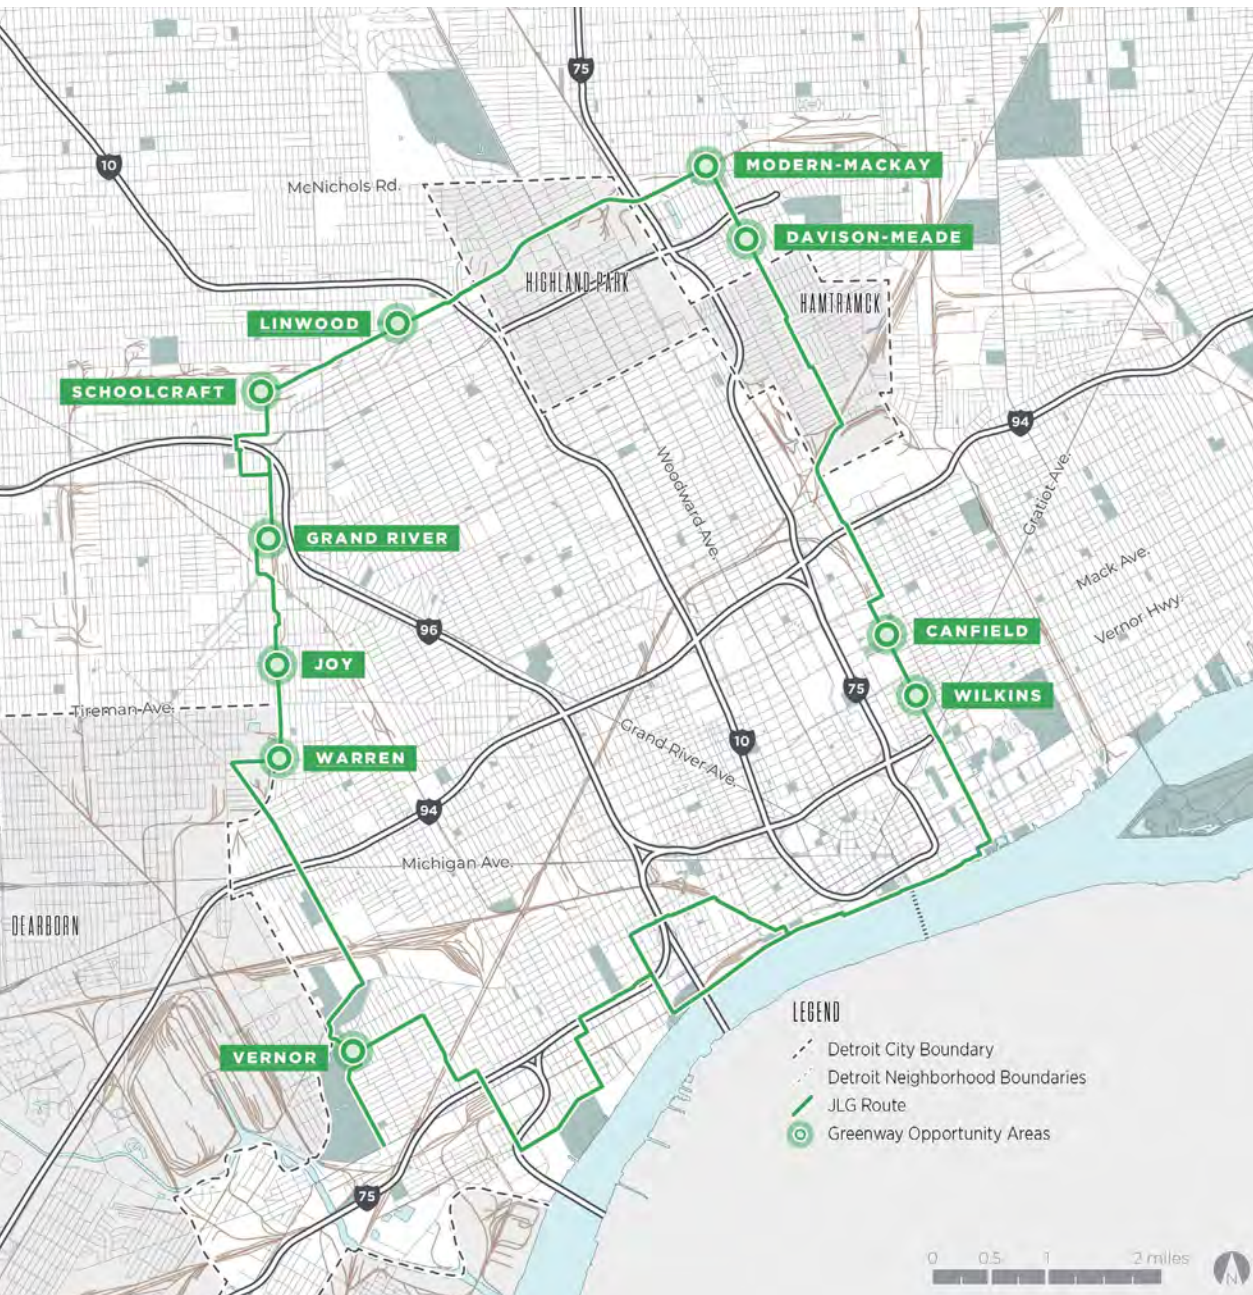 75
10
MODERN-MACKAY
McNichols Rd.
DAVISON-MEADE
HIGHLAND PARK
HAMTRAMCK
LINWOOD
SCHOOLCRAFT
94
Woodward Ave.
Gratiot Ave.
GRAND RIVER
Mack Ave.
Vernor Hwy.
96
CANFIELD
JOY
75
WILKINS
Tireman Ave.
Grand River Ave.
10
WARREN
94
Michigan Ave.
DEARBORN
LEGEND
Detroit City Boundary
Detroit Neighborhood Boundaries
JLG Route
Greenway Opportunity Areas
VERNOR
75
0 0.5 1 2 miles
N